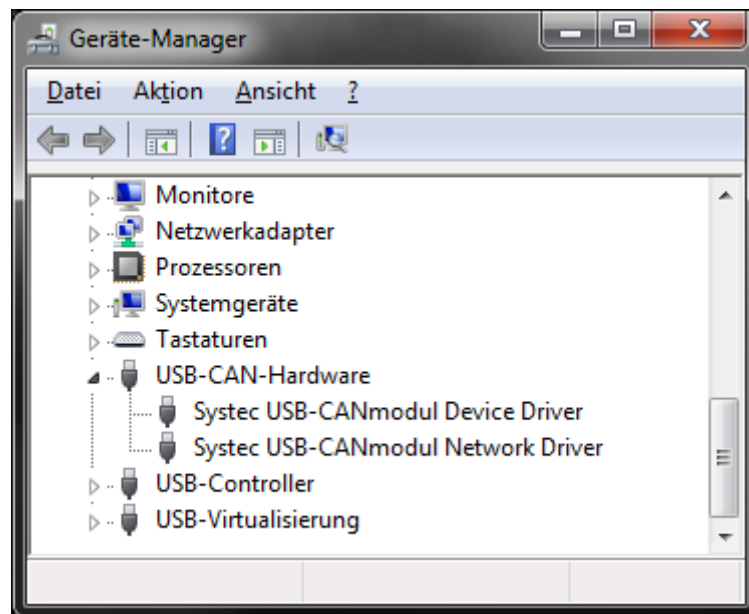 Geräte-Manager
Datei Aktion Ansicht ?
Monitore
Netzwerkadapter
Prozessoren
Systemgeräte
Tastaturen
USB-CAN-Hardware
Systec USB-CANmodul Device Driver
Systec USB-CANmodul Network Driver
USB-Controller
USB-Virtualisierung